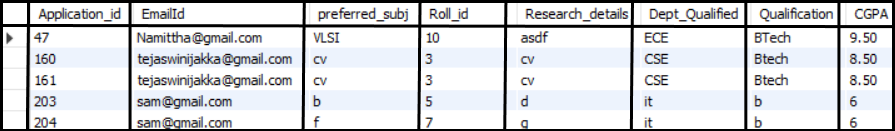 Application_id EmailId preferred_subj Roll_id Research_details Dept_Qualified Qualification CGPA
47 Namittha@gmail.com VLSI 10 asdf ECE BTech 9.50
160 tejaswinijakka@gmail.com cv 3 cv CSE Btech 8.50
161 tejaswinijakka@gmail.com cv 3 cv CSE Btech 8.50
203 sam@gmail.com b 5 d it b 6
204 sam@gmail.com f 7 g it b 6